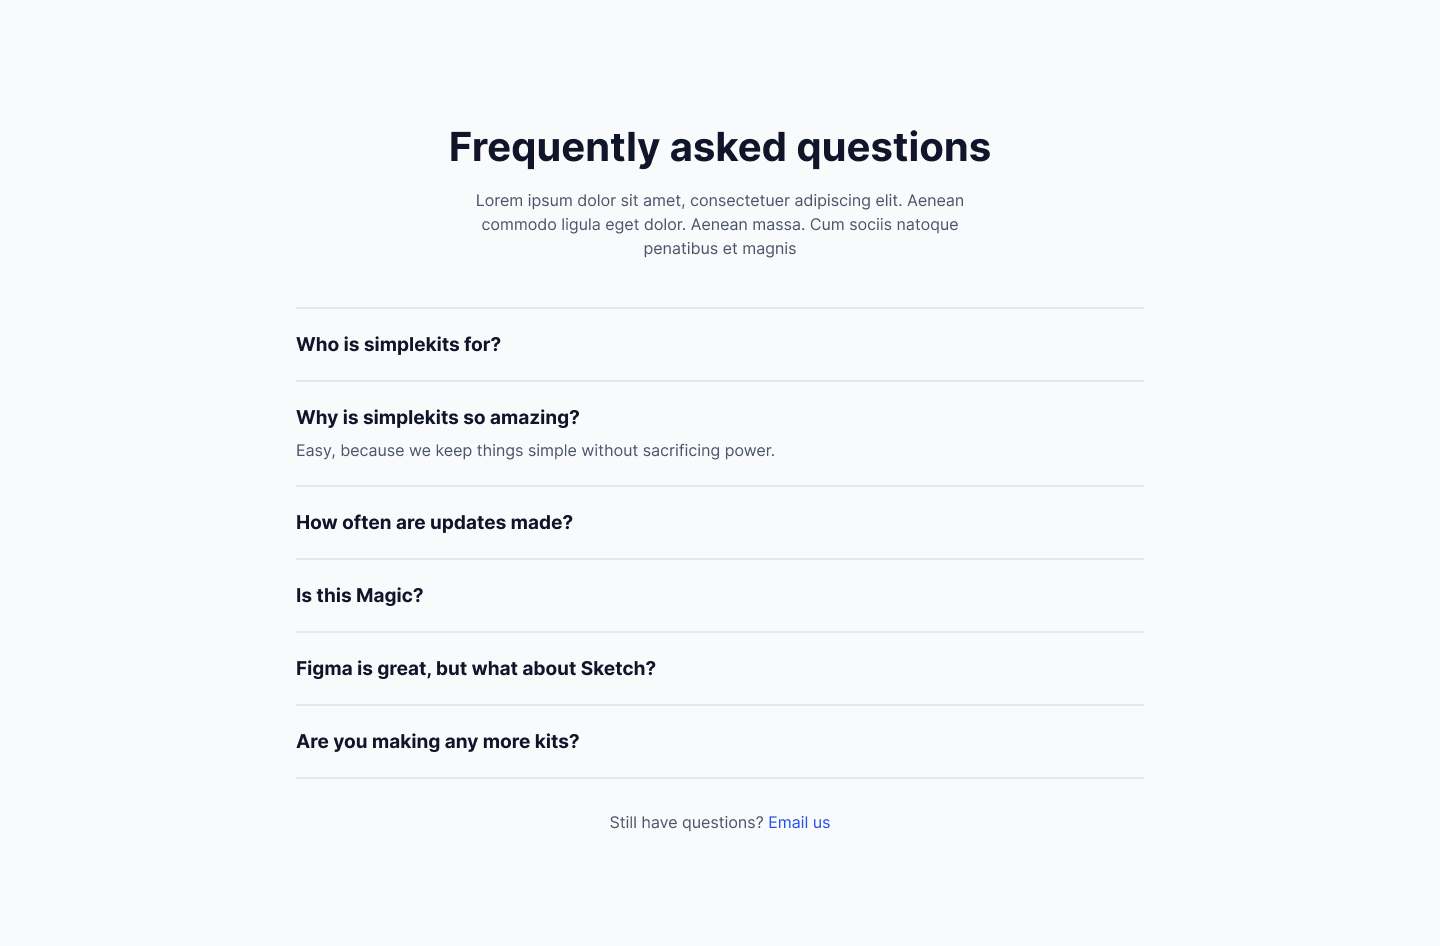 Frequently asked questions
Lorem ipsum dolor sit amet, consectetuer adipiscing elit. Aenean
commodo ligula eget dolor. Aenean massa. Cum sociis natoque
penatibus et magnis
Who is simplekits for?
Why is simplekits so amazing?
Easy, because we keep things simple without sacrificing power.
How often are updates made?
Is this Magic?
Figma is great, but what about Sketch?
Are you making any more kits?
Still have questions? Email us